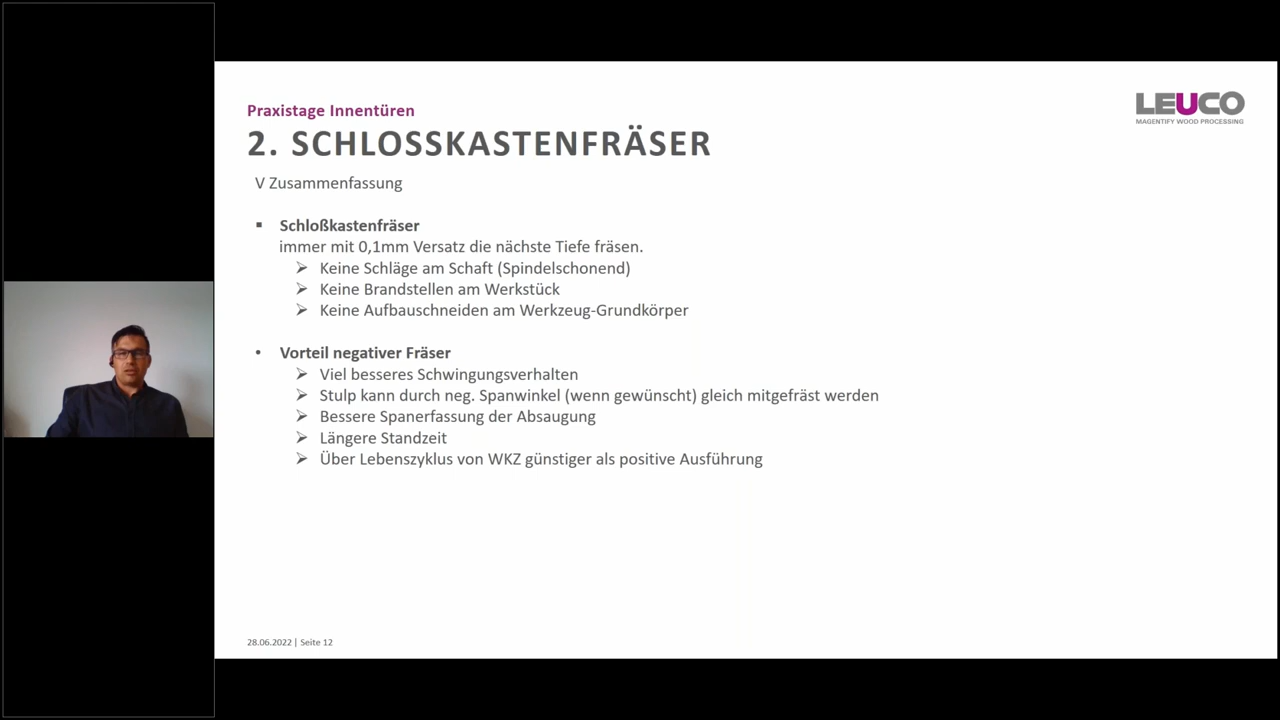 Praxistage Innentüren
LEUCO
MAGENTIFY WOOD PROCESSING
2. SCHLOSSKASTENFRÄSER
V Zusammenfassung
▪ Schloßkastenfräser
immer mit 0,1mm Versatz die nächste Tiefe fräsen.
➢ Keine Schläge am Schaft (Spindelschonend)
➢ Keine Brandstellen am Werkstück
➢ Keine Aufbauschneiden am Werkzeug-Grundkörper
• Vorteil negativer Fräser
➢ Viel besseres Schwingungsverhalten
➢ Stulp kann durch neg. Spanwinkel (wenn gewünscht) gleich mitgefräst werden
➢ Bessere Spanerfassung der Absaugung
➢ Längere Standzeit
➢ Über Lebenszyklus von WKZ günstiger als positive Ausführung
28.06.2022 | Seite 12